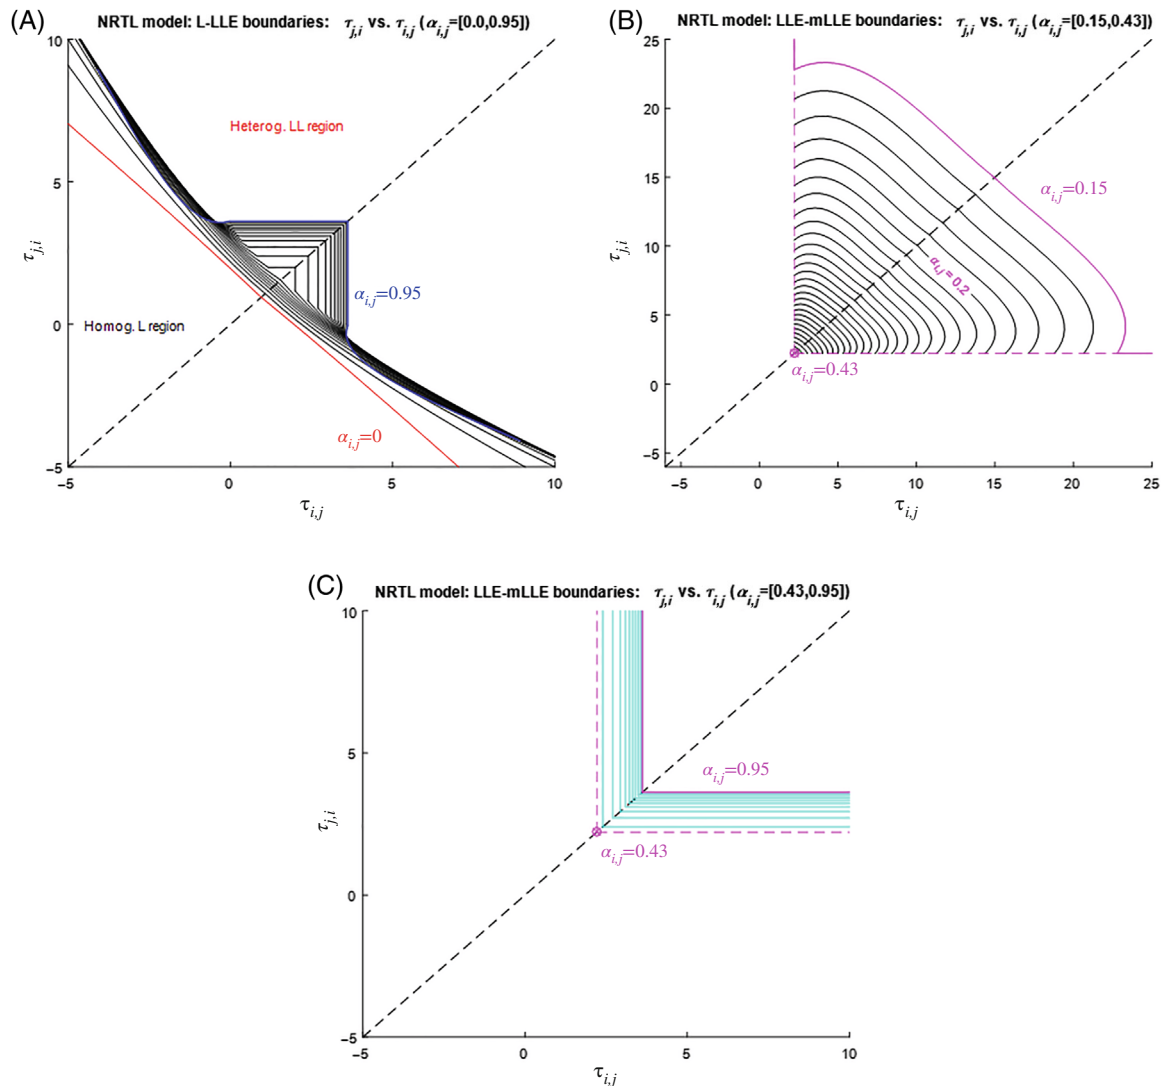 (A)
NRTL model: L-LLE boundaries: τj,i vs. τi,j (αi,j=[0.0,0.95])
10
5
0
−5
τj,i
Heterog. LL region
αi,j=0.95
Homog. L region
αi,j=0
−5 0 5 10
τi,j
(B)
NRTL model: LLE-mLLE boundaries: τj,i vs. τi,j (αi,j=[0.15,0.43])
25
20
15
10
5
0
−5
τj,i
αi,j=0.15
αi,j = 0.2
αi,j=0.43
−5 0 5 10 15 20 25
τi,j
(C)
NRTL model: LLE-mLLE boundaries: τj,i vs. τi,j (αi,j=[0.43,0.95])
10
5
0
−5
τj,i
αi,j=0.95
αi,j=0.43
−5 0 5 10
τi,j